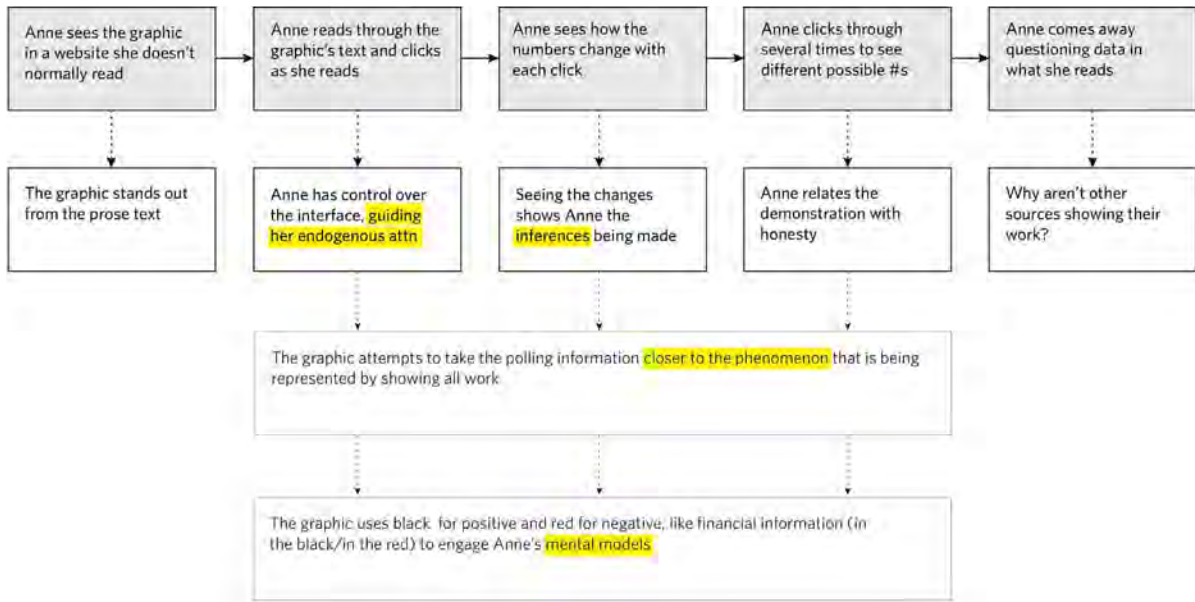 Anne sees the graphic
in a website she doesn't
normally read
Anne reads through the
graphic's text and clicks
as she reads
Anne sees how the
numbers change with
each click
Anne clicks through
several times to see
different possible #s
Anne comes away
questioning data in
what she reads
The graphic stands out
from the prose text
Anne has control over
the interface, guiding
her endogenous attn
Seeing the changes
shows Anne the
inferences being made
Anne relates the
demonstration with
honesty
Why aren't other
sources showing their
work?
The graphic attempts to take the polling information closer to the phenomenon that is being
represented by showing all work
The graphic uses black for positive and red for negative, like financial information (in
the black/in the red) to engage Anne's mental models